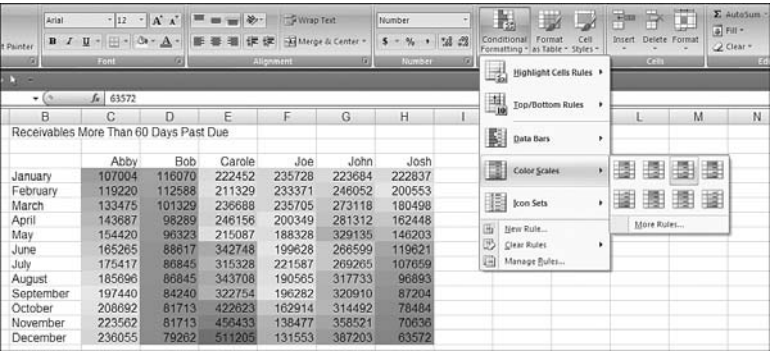 Arial 12 A A Wrap Text Number Σ AutoSum
Fill
t Painter B I U A Merge & Center $ % , .00 Conditional Formatting Format as Table Cell Styles Insert Delete Format Clear
Font Alignment Number Cells Edi
fx 63572
B C D E F G H I L M N
Receivables More Than 60 Days Past Due
Abby Bob Carole Joe John Josh
January 107004 116070 222452 235728 223684 222837
February 119220 112588 211329 233371 246052 200553
March 133475 101329 236688 235705 273118 180498
April 143687 98289 246156 200349 281312 162448
May 154420 96323 215087 188328 329135 146203
June 165265 88617 342748 199628 266599 119621
July 175417 86845 315328 221587 269265 107659
August 185696 86845 343708 190565 317733 96893
September 197440 84240 322754 196282 320910 87204
October 208692 81713 422623 162914 314492 78484
November 223562 81713 456433 138477 358521 70636
December 236055 79262 511205 131553 387203 63572
Highlight Cells Rules
Top/Bottom Rules
Data Bars
Color Scales
Icon Sets
New Rule...
Clear Rules
Manage Rules...
More Rules...